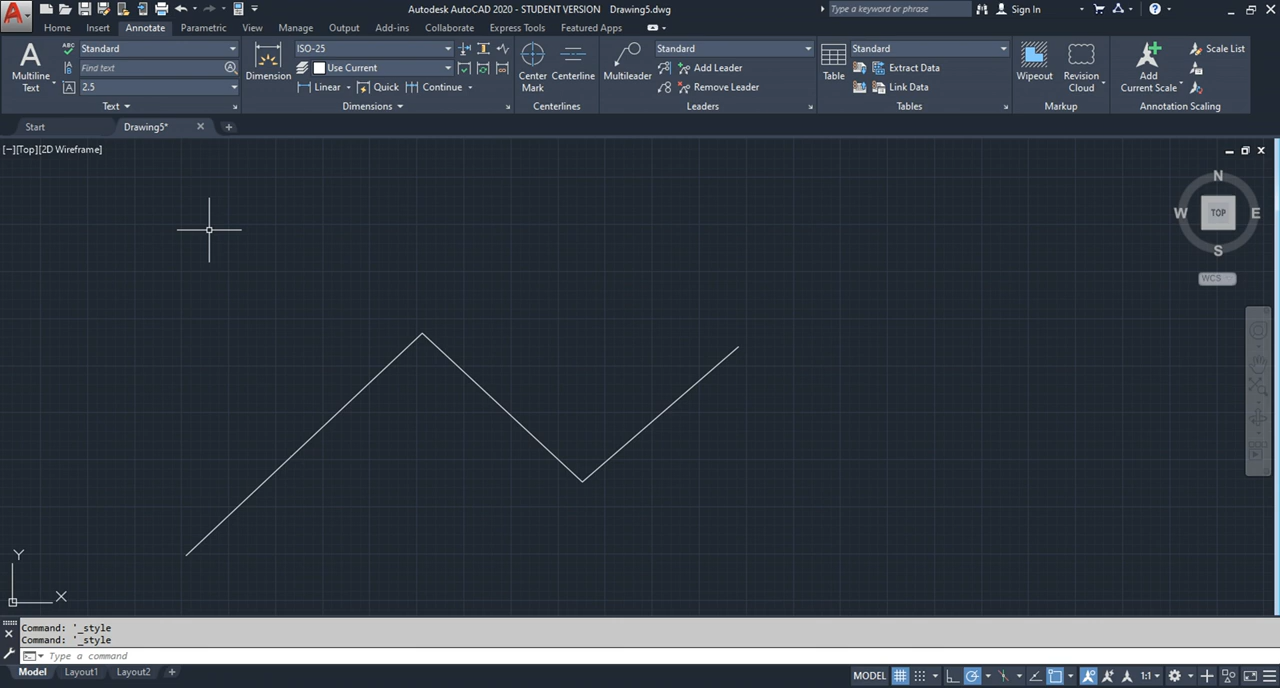 Autodesk AutoCAD 2020 - STUDENT VERSION Drawing5.dwg
Type a keyword or phrase
Sign In
Home Insert Annotate Parametric View Manage Output Add-ins Collaborate Express Tools Featured Apps
Standard ISO-25 Standard Standard Scale List
Find text Use Current Add Leader Extract Data
Multiline Text Dimension Center Mark Centerline Multileader Table Wipeout Revision Cloud Add Current Scale
2.5 Linear Quick Continue Remove Leader Link Data
Text Dimensions Centerlines Leaders Tables Markup Annotation Scaling
Start Drawing5*
[−][Top][2D Wireframe]
N
W TOP E
S
WCS
Y
X
Command: '_style
Command: '_style
Type a command
Model Layout1 Layout2 + MODEL 1:1